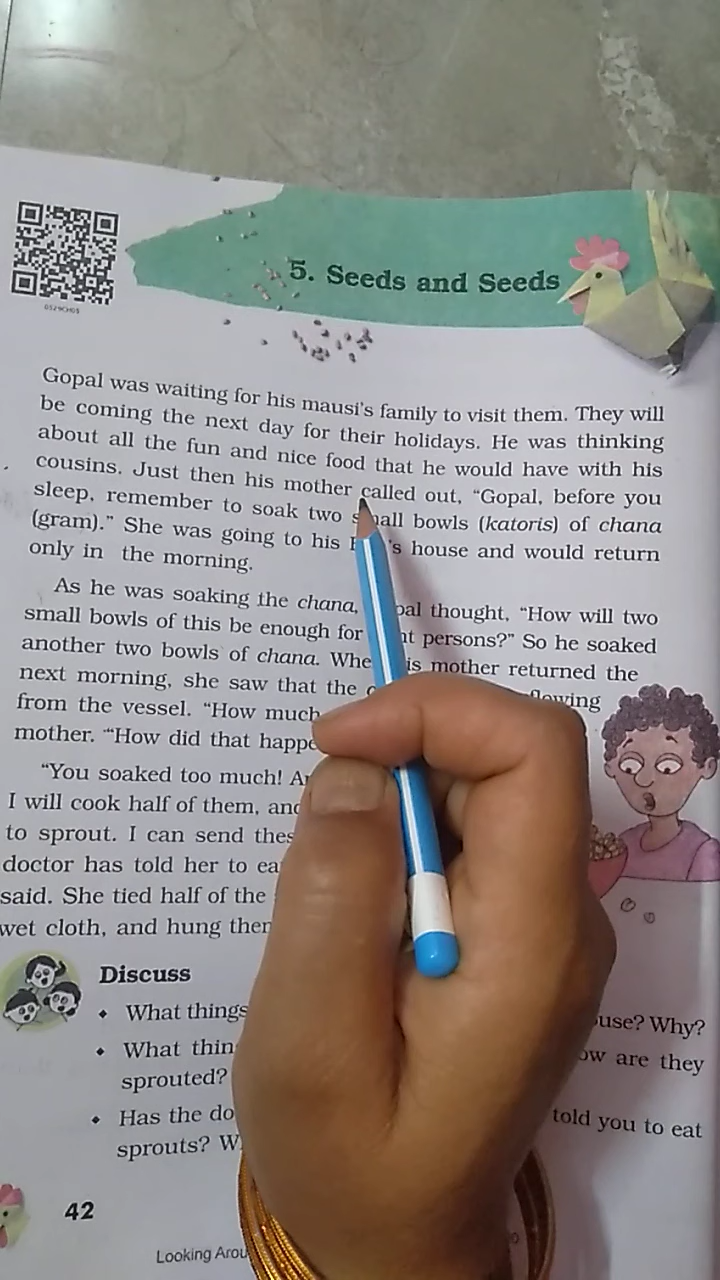 0529CH05
5. Seeds and Seeds
Gopal was waiting for his mausi's family to visit them. They will
be coming the next day for their holidays. He was thinking
about all the fun and nice food that he would have with his
cousins. Just then his mother called out, “Gopal, before you
sleep, remember to soak two small bowls (katoris) of chana
(gram).” She was going to his 's house and would return
only in the morning.
As he was soaking the chana, pal thought, “How will two
small bowls of this be enough for persons?” So he soaked
another two bowls of chana. Whe is mother returned the
next morning, she saw that the flowing
from the vessel. “How much
mother. “How did that happe
“You soaked too much!
I will cook half of them, and
to sprout. I can send thes
doctor has told her to ea
said. She tied half of the
wet cloth, and hung then
Discuss
• What things use? Why?
• What thin ow are they
sprouted?
• Has the do told you to eat
sprouts? W
42
Looking Arou